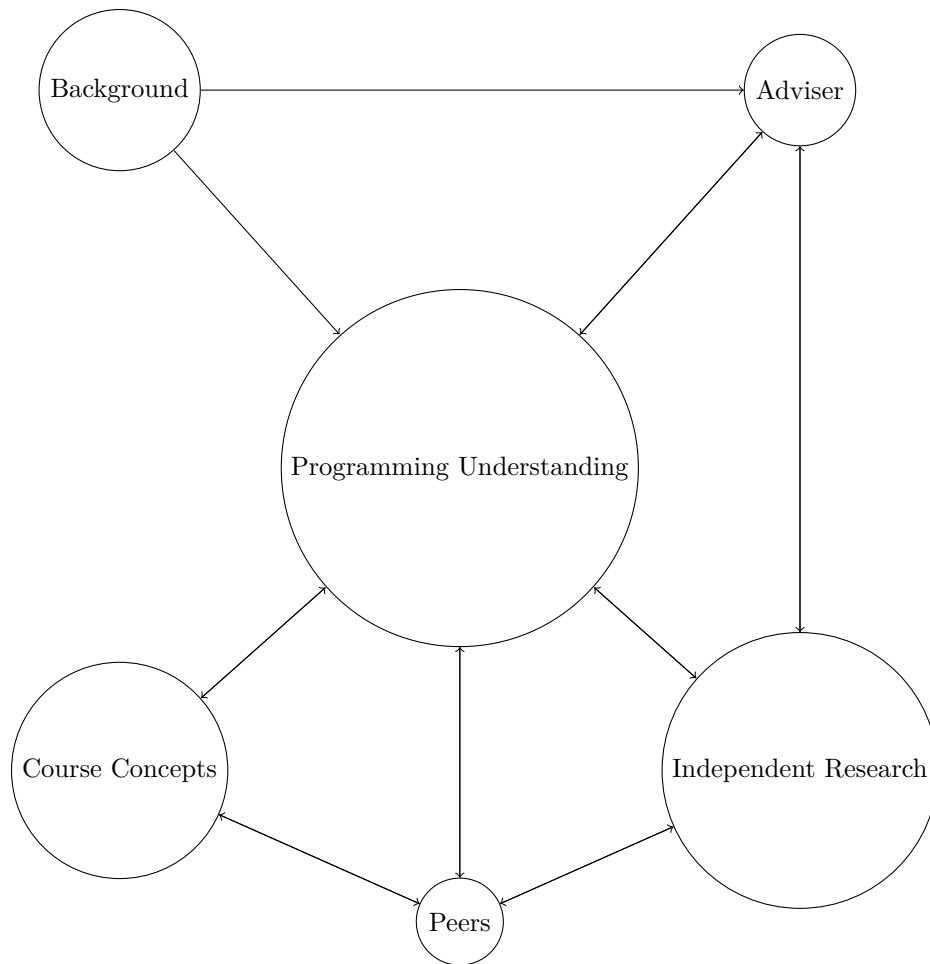 Background
Adviser
Programming Understanding
Course Concepts
Independent Research
Peers